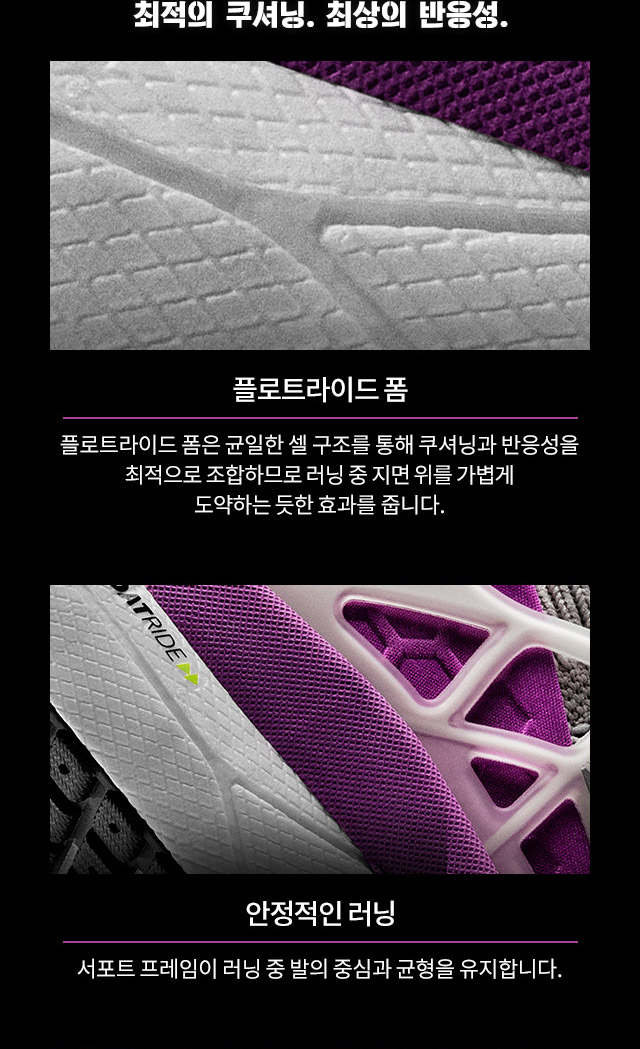 최적의 쿠셔닝. 최상의 반응성.
플로트라이드 폼
플로트라이드 폼은 균일한 셀 구조를 통해 쿠셔닝과 반응성을
최적으로 조합하므로 러닝 중 지면 위를 가볍게
도약하는 듯한 효과를 줍니다.
ATRIDE
안정적인 러닝
서포트 프레임이 러닝 중 발의 중심과 균형을 유지합니다.